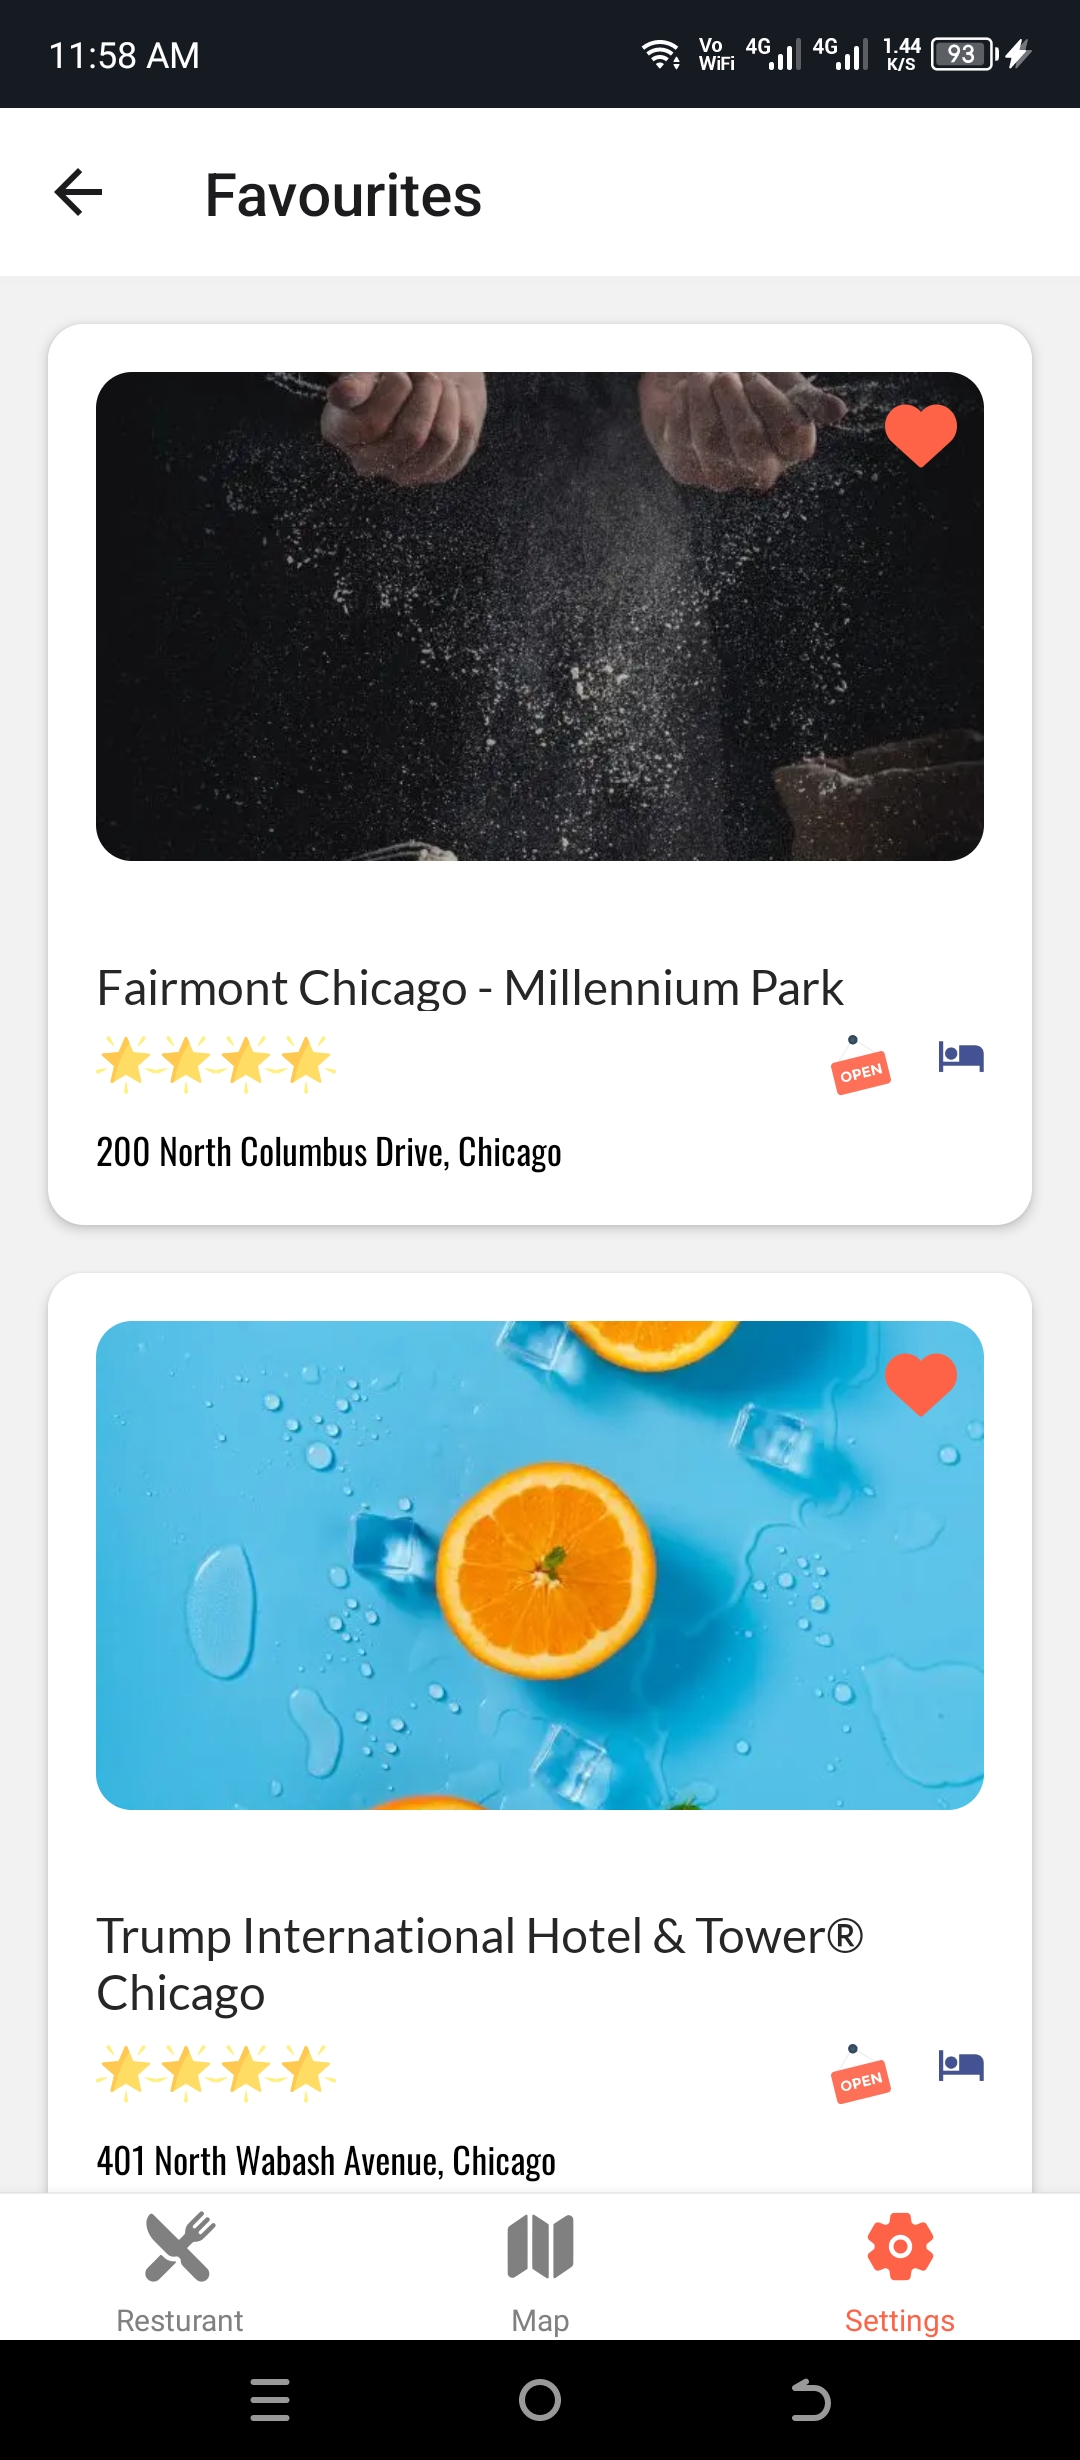 11:58 AM
Vo WiFi 4G 4G 1.44 K/S 93
Favourites
Fairmont Chicago - Millennium Park
OPEN
200 North Columbus Drive, Chicago
Trump International Hotel & Tower®
Chicago
OPEN
401 North Wabash Avenue, Chicago
Resturant Map Settings